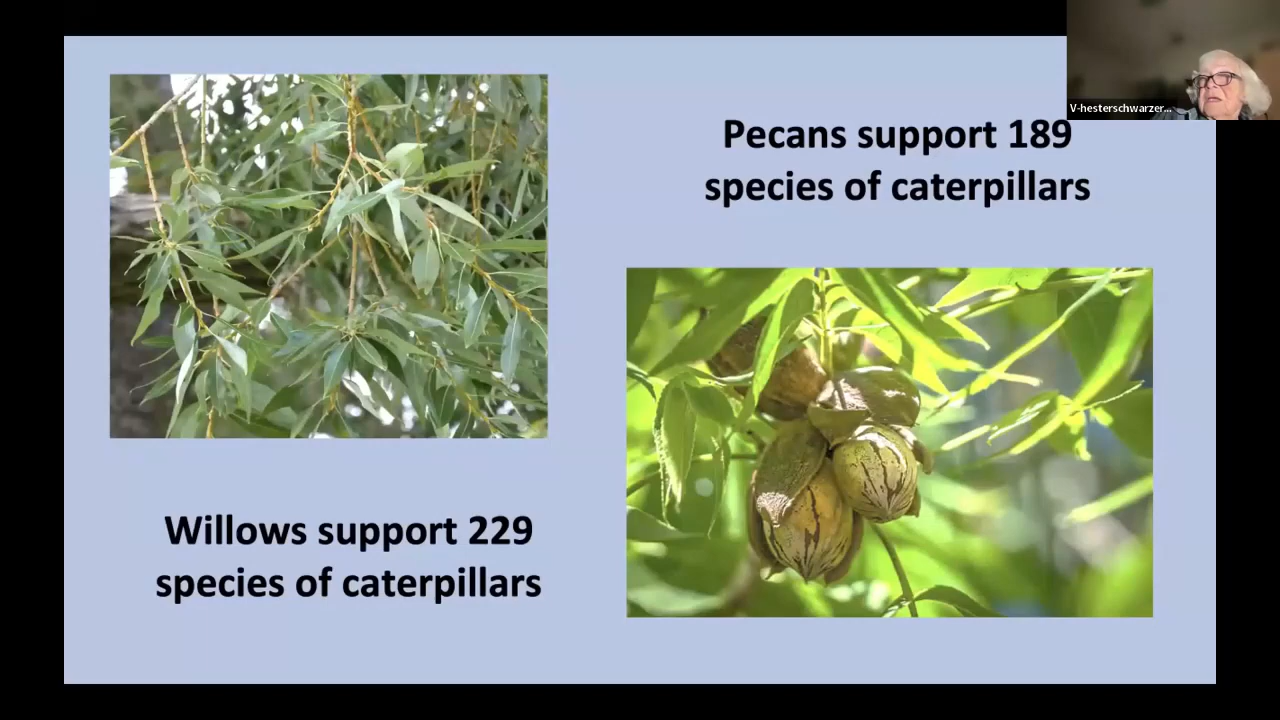 V-hesterschwarzer...
Pecans support 189
species of caterpillars
Willows support 229
species of caterpillars